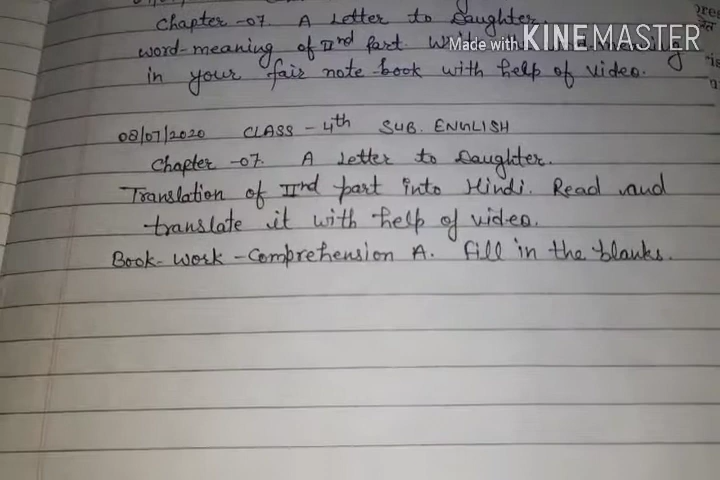 Chapter -07. A Letter to Daughter.
word-meaning of IInd part. Write
Made with KINEMASTER
in your fair note-book with help of video.
08/07/2020 CLASS - 4th SUB. ENGLISH
Chapter -07. A Letter to Daughter.
Translation of IInd part into Hindi. Read and
translate it with help of video.
Book-work - Comprehension A. Fill in the blanks.